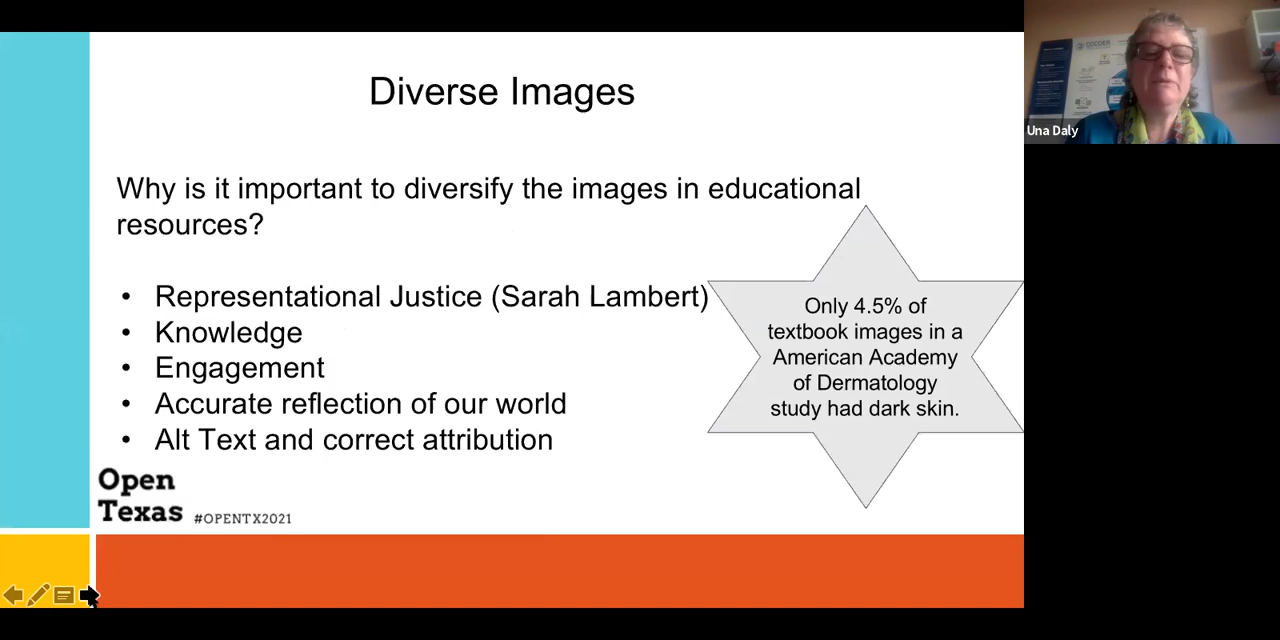 Diverse Images
Why is it important to diversify the images in educational
resources?
• Representational Justice (Sarah Lambert)
• Knowledge
• Engagement
• Accurate reflection of our world
• Alt Text and correct attribution
Only 4.5% of
textbook images in a
American Academy
of Dermatology
study had dark skin.
Open
Texas #OPENTX2021
Una Daly